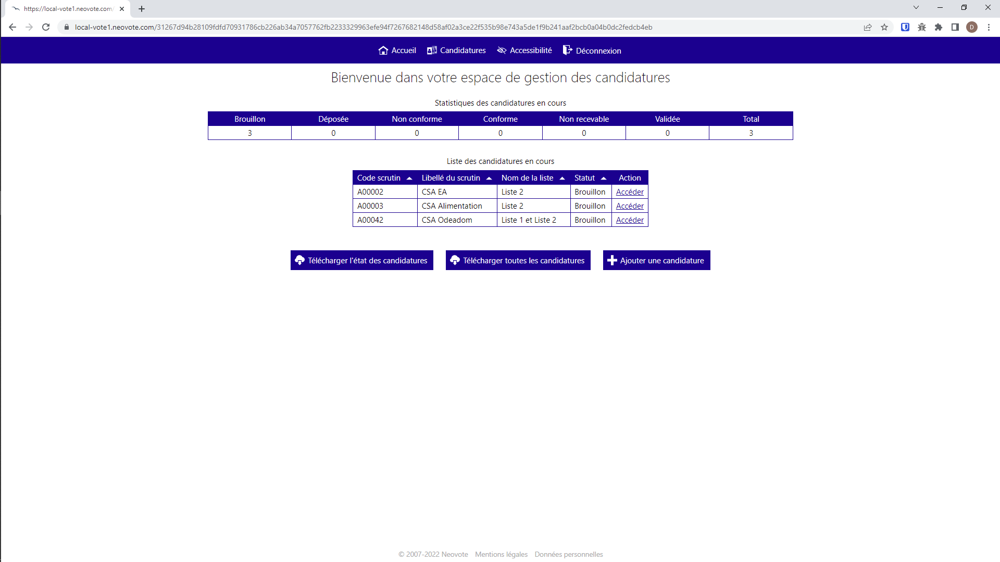 https://local-vote1.neovote.com/
local-vote1.neovote.com/31267d94b28109fdfd70931786cb226ab34a7057762fb2233329963efe94f7267682148d58af02a3ce22f535b98e743a5de1f9b241aaf2bcb0a04b0dc2fedcb4eb
D
Accueil Candidatures Accessibilité Déconnexion
Bienvenue dans votre espace de gestion des candidatures
Statistiques des candidatures en cours
Brouillon Déposée Non conforme Conforme Non recevable Validée Total
3 0 0 0 0 0 3
Liste des candidatures en cours
Code scrutin Libellé du scrutin Nom de la liste Statut Action
A00002 CSA EA Liste 2 Brouillon Accéder
A00003 CSA Alimentation Liste 2 Brouillon Accéder
A00042 CSA Odeadom Liste 1 et Liste 2 Brouillon Accéder
Télécharger l'état des candidatures Télécharger toutes les candidatures Ajouter une candidature
© 2007-2022 Neovote Mentions légales Données personnelles